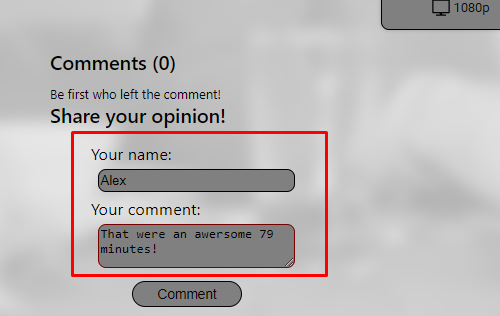 1080p
Comments (0)
Be first who left the comment!
Share your opinion!
Your name:
Alex
Your comment:
That were an awersome 79
minutes!
Comment